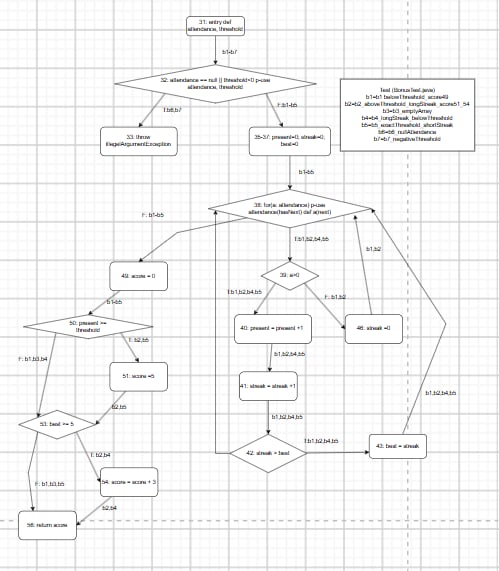 31: entry def
attendance, threshold
b1-b7
32: attendance == null || threshold<0 p-use
attendance, threshold
T:b6,b7
F:b1-b5
33: throw
IllegalArgumentException
35-37: present=0; streak=0;
best=0
Test (BonusTest.java)
b1=b1 belowThreshold_score49
b2=b2_aboveThreshold_longStreak_score51_54
b3=b3_emptyArray
b4=b4_longStreak_belowThreshold
b5=b5_exactThreshold_shortStreak
b6=b6_nullAttendance
b7=b7_negativeThreshold
b1-b5
38: for(a: attendance) p-use
attendance(hasNext) def a(next)
F: b1-b5
T:b1,b2,b4,b5
b1,b2
49: score = 0
39: a>0
b1-b5
T:b1,b2,b4,b5
F: b1,b2
50: present >=
threshold
40: present = present +1
46: streak =0
T: b2,b5
F: b1,b3,b4
b1,b2,b4,b5
51: score =5
41: streak = streak +1
b1,b2,b4,b5
b2,b5
b1,b2,b4,b5
53: best >= 5
T:b1,b2,b4,b5
42: streak > best
43: best = streak
T: b2,b4
F: b1,b3,b5
54: score = score + 3
b2,b4
56: return score